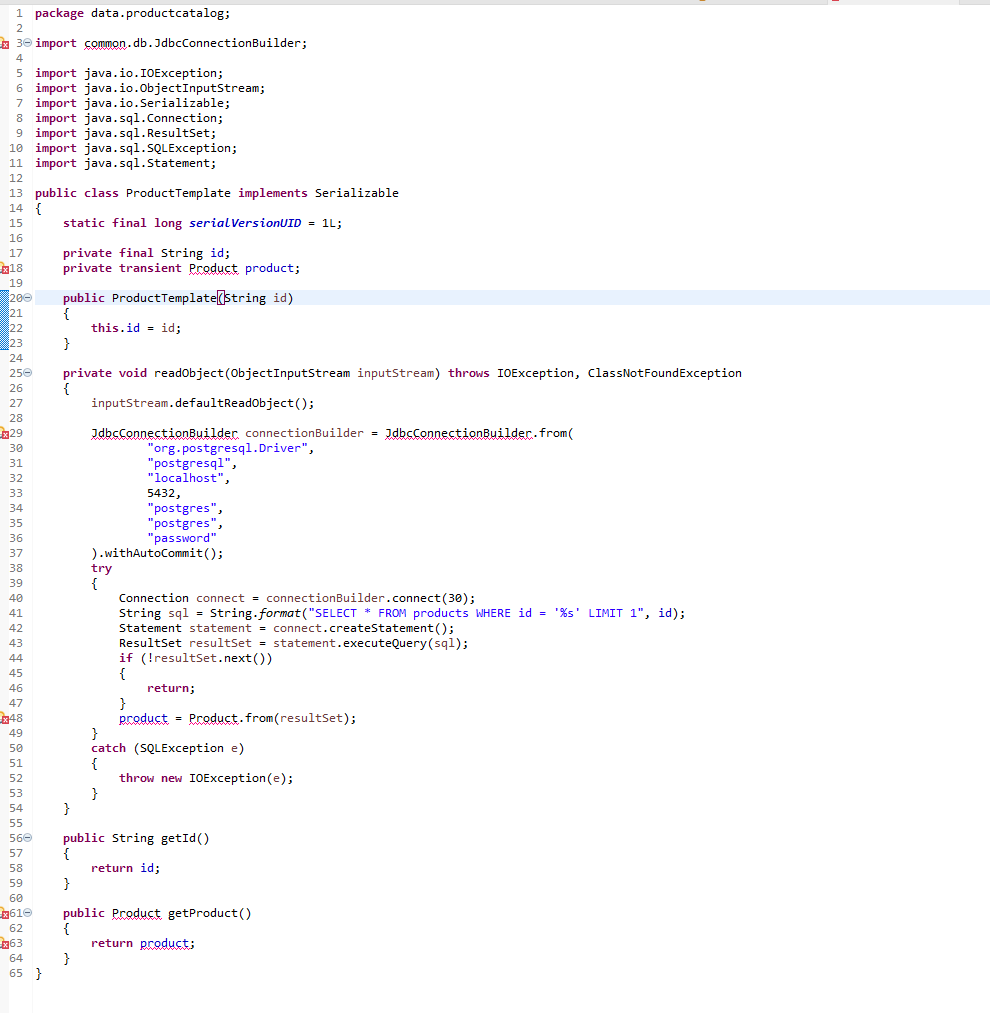 1 package data.productcatalog;
2
3 import common.db.JdbcConnectionBuilder;
4
5 import java.io.IOException;
6 import java.io.ObjectInputStream;
7 import java.io.Serializable;
8 import java.sql.Connection;
9 import java.sql.ResultSet;
10 import java.sql.SQLException;
11 import java.sql.Statement;
12
13 public class ProductTemplate implements Serializable
14 {
15     static final long serialVersionUID = 1L;
16
17     private final String id;
18     private transient Product product;
19
20     public ProductTemplate(String id)
21     {
22         this.id = id;
23     }
24
25     private void readObject(ObjectInputStream inputStream) throws IOException, ClassNotFoundException
26     {
27         inputStream.defaultReadObject();
28
29         JdbcConnectionBuilder connectionBuilder = JdbcConnectionBuilder.from(
30                 "org.postgresql.Driver",
31                 "postgresql",
32                 "localhost",
33                 5432,
34                 "postgres",
35                 "postgres",
36                 "password"
37         ).withAutoCommit();
38         try
39         {
40             Connection connect = connectionBuilder.connect(30);
41             String sql = String.format("SELECT * FROM products WHERE id = '%s' LIMIT 1", id);
42             Statement statement = connect.createStatement();
43             ResultSet resultSet = statement.executeQuery(sql);
44             if (!resultSet.next())
45             {
46                 return;
47             }
48             product = Product.from(resultSet);
49         }
50         catch (SQLException e)
51         {
52             throw new IOException(e);
53         }
54     }
55
56     public String getId()
57     {
58         return id;
59     }
60
61     public Product getProduct()
62     {
63         return product;
64     }
65 }